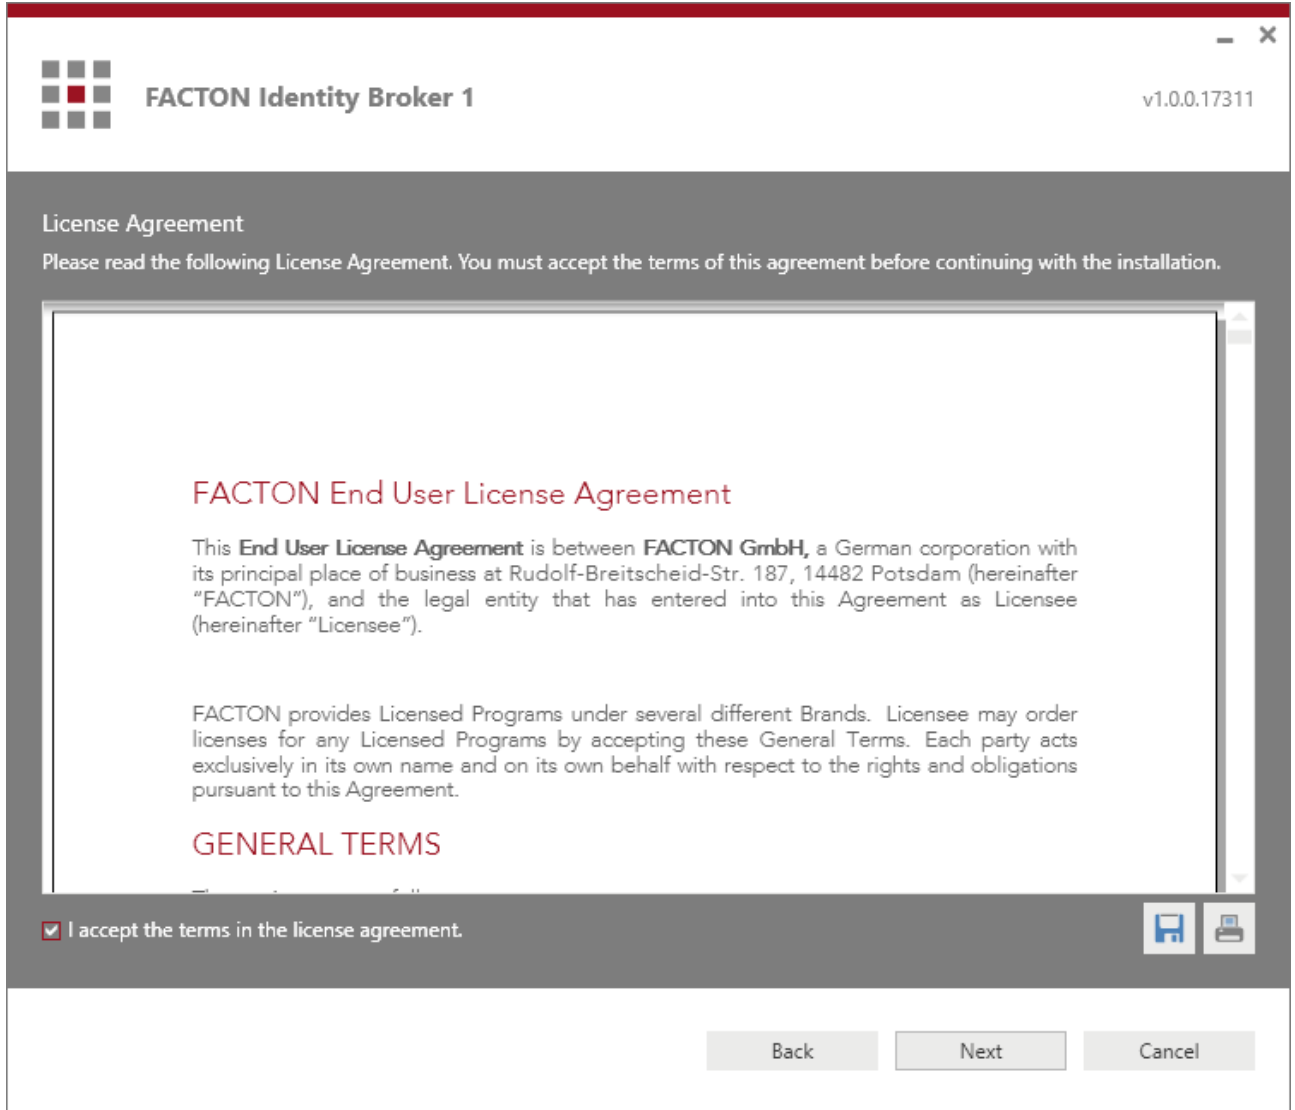 FACTON Identity Broker 1
v1.0.0.17311
License Agreement
Please read the following License Agreement. You must accept the terms of this agreement before continuing with the installation.
FACTON End User License Agreement
This End User License Agreement is between FACTON GmbH, a German corporation with
its principal place of business at Rudolf-Breitscheid-Str. 187, 14482 Potsdam (hereinafter
“FACTON”), and the legal entity that has entered into this Agreement as Licensee
(hereinafter “Licensee”).
FACTON provides Licensed Programs under several different Brands. Licensee may order
licenses for any Licensed Programs by accepting these General Terms. Each party acts
exclusively in its own name and on its own behalf with respect to the rights and obligations
pursuant to this Agreement.
GENERAL TERMS
I accept the terms in the license agreement.
Back
Next
Cancel